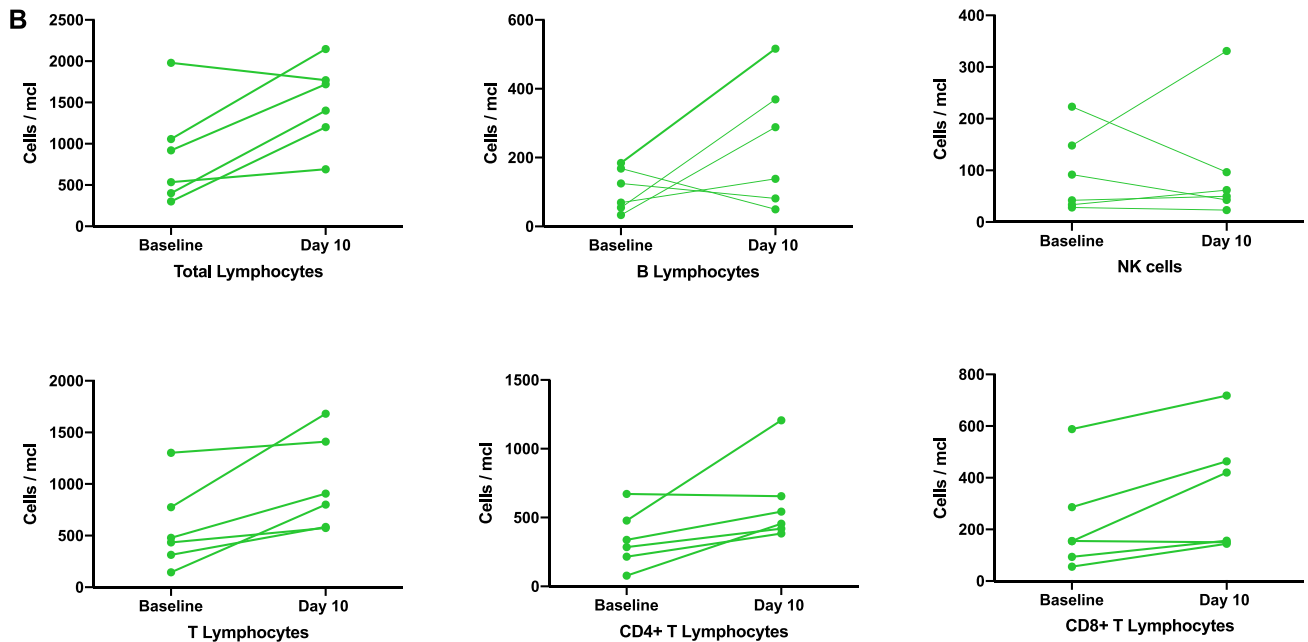 B
Cells / mcl
2500
2000
1500
1000
500
0
Baseline
Day 10
Total Lymphocytes
Cells / mcl
600
400
200
0
Baseline
Day 10
B Lymphocytes
Cells / mcl
400
300
200
100
0
Baseline
Day 10
NK cells
Cells / mcl
2000
1500
1000
500
0
Baseline
Day 10
T Lymphocytes
Cells / mcl
1500
1000
500
0
Baseline
Day 10
CD4+ T Lymphocytes
Cells / mcl
800
600
400
200
0
Baseline
Day 10
CD8+ T Lymphocytes